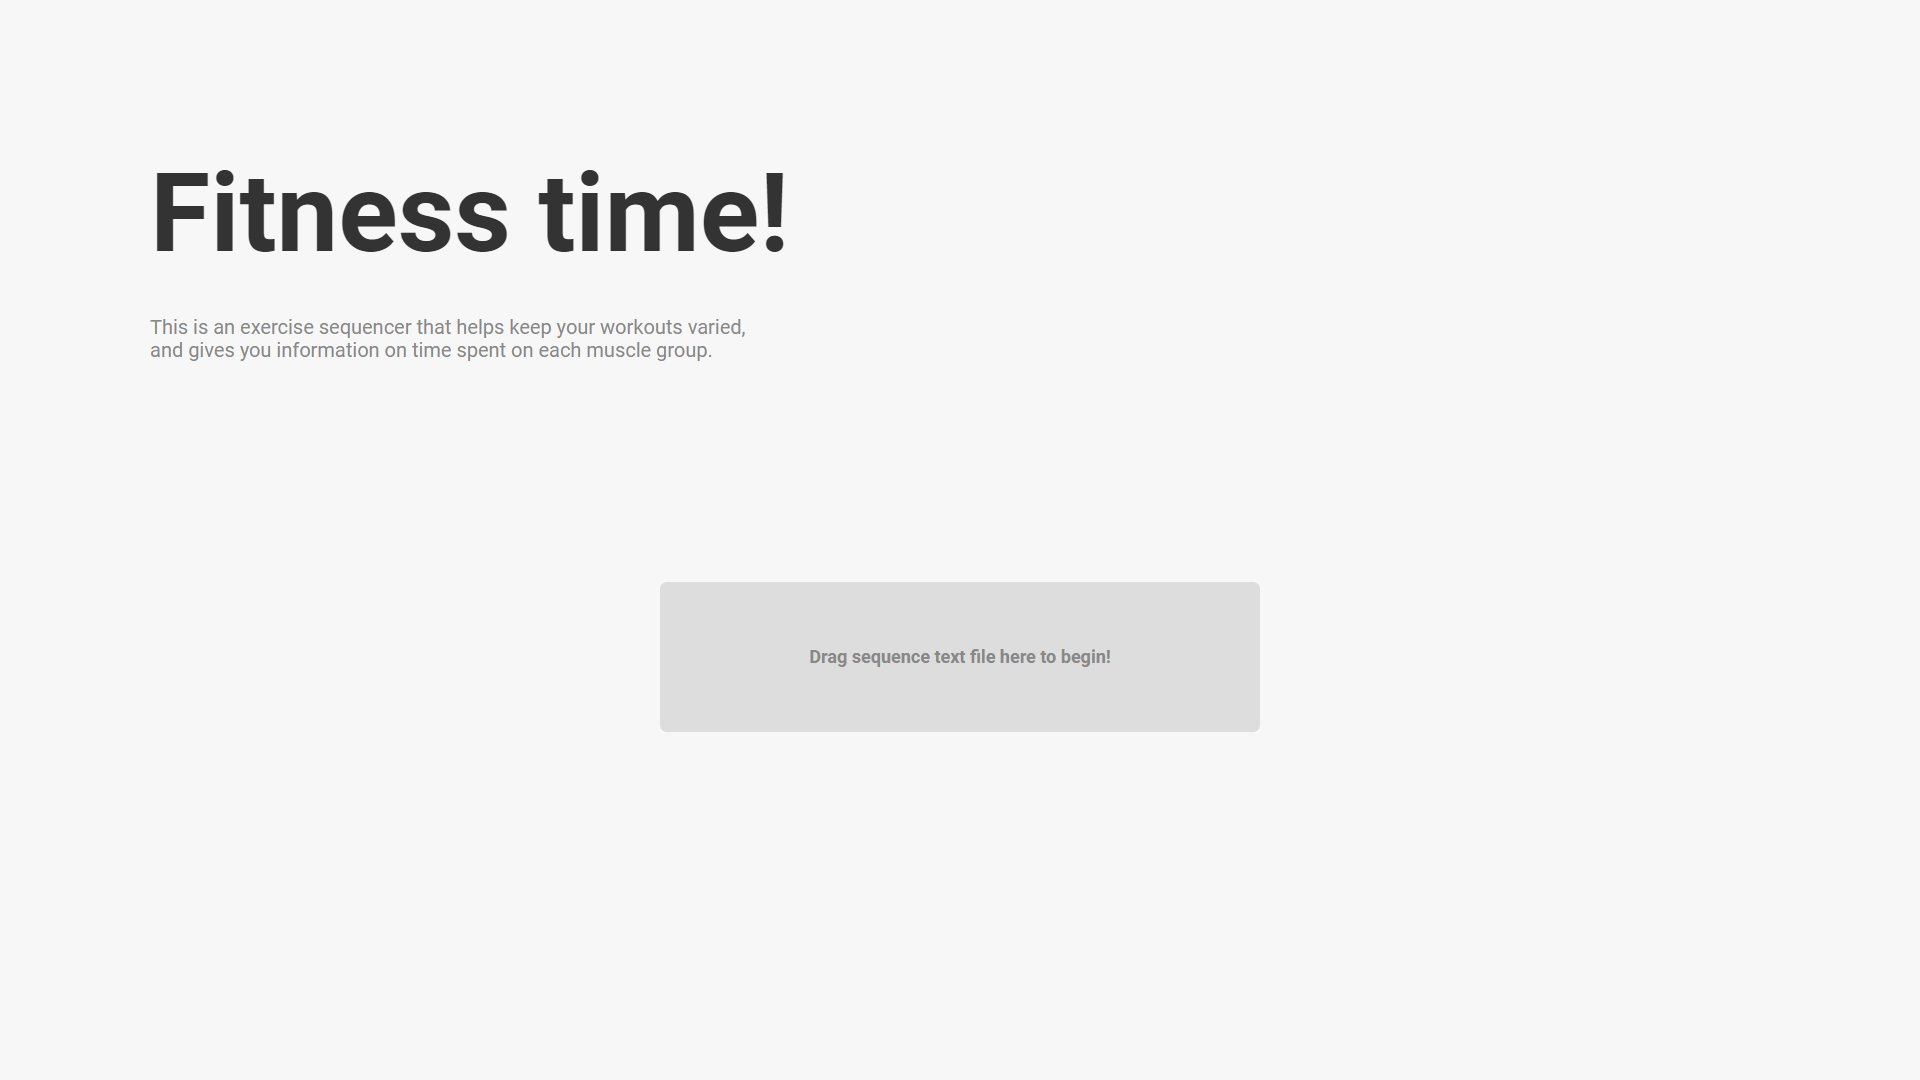 Fitness time!
This is an exercise sequencer that helps keep your workouts varied,
and gives you information on time spent on each muscle group.
Drag sequence text file here to begin!